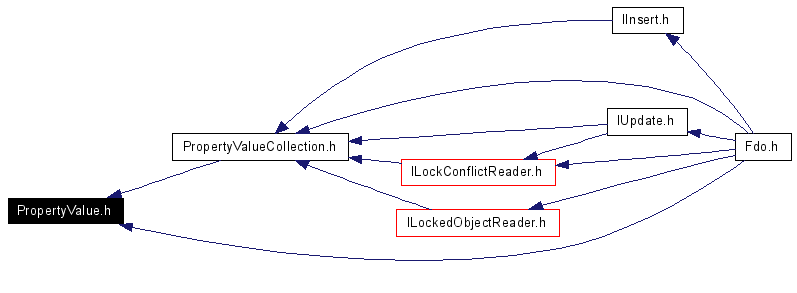 IInsert.h
IUpdate.h
PropertyValueCollection.h
Fdo.h
ILockConflictReader.h
PropertyValue.h
ILockedObjectReader.h